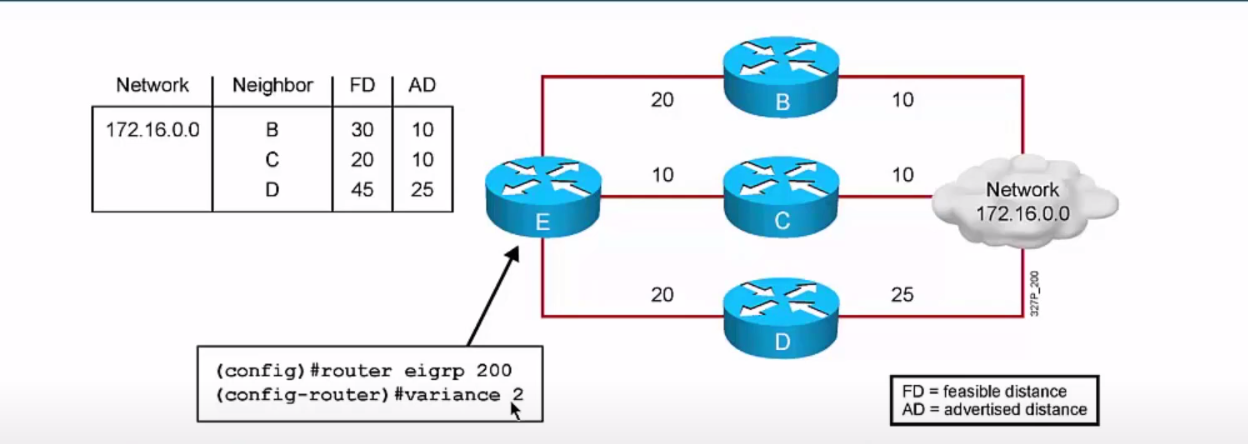 Network Neighbor FD AD
172.16.0.0 B 30 10
C 20 10
D 45 25
20 B 10
E 10 C 10 Network
172.16.0.0
20 D 25
327P_200
(config)#router eigrp 200
(config-router)#variance 2
FD = feasible distance
AD = advertised distance